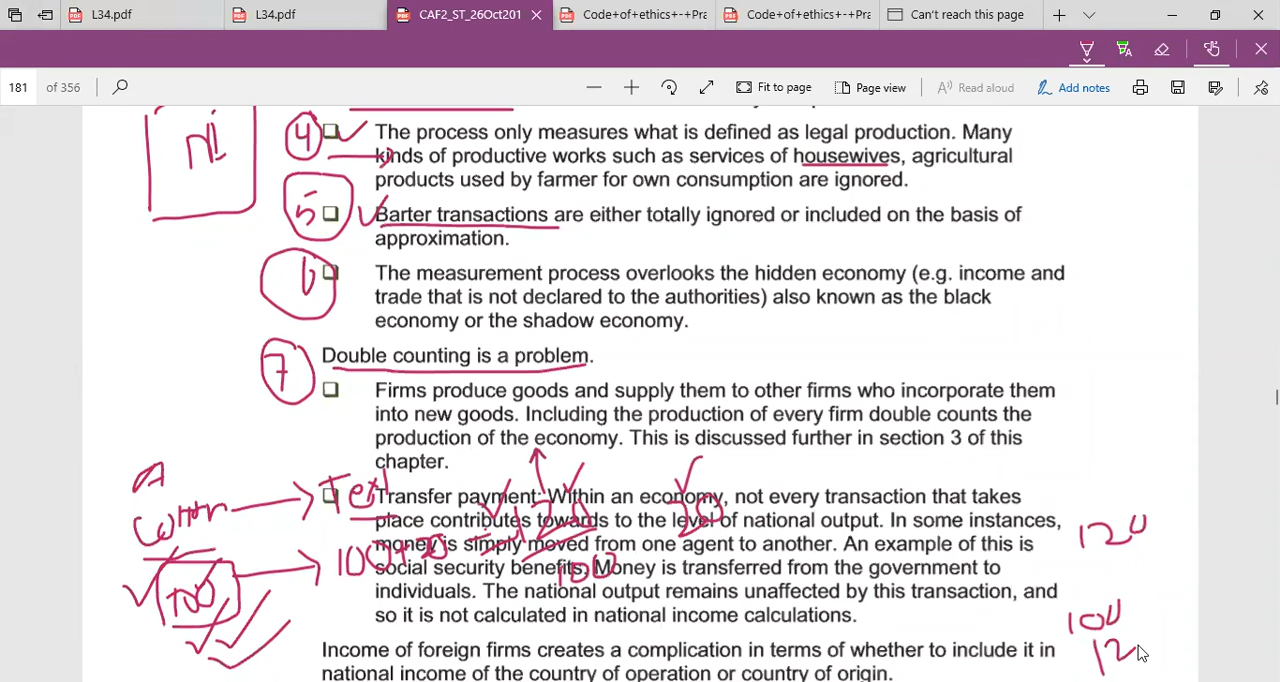 L34.pdf
L34.pdf
CAF2_ST_26Oct201
Code+of+ethics+-+Pra
Code+of+ethics+-+Pra
Can't reach this page
181 of 356
Fit to page
Page view
Read aloud
Add notes
NI
4 The process only measures what is defined as legal production. Many
kinds of productive works such as services of housewives, agricultural
products used by farmer for own consumption are ignored.
5 Barter transactions are either totally ignored or included on the basis of
approximation.
6 The measurement process overlooks the hidden economy (e.g. income and
trade that is not declared to the authorities) also known as the black
economy or the shadow economy.
7 Double counting is a problem.
Firms produce goods and supply them to other firms who incorporate them
into new goods. Including the production of every firm double counts the
production of the economy. This is discussed further in section 3 of this
chapter.
A
Text
Transfer payment: Within an economy, not every transaction that takes
place contributes towards to the level of national output. In some instances,
money is simply moved from one agent to another. An example of this is
social security benefits. Money is transferred from the government to
individuals. The national output remains unaffected by this transaction, and
so it is not calculated in national income calculations.
100
100+20 = 120
20
100
120
100
12
Income of foreign firms creates a complication in terms of whether to include it in
national income of the country of operation or country of origin.